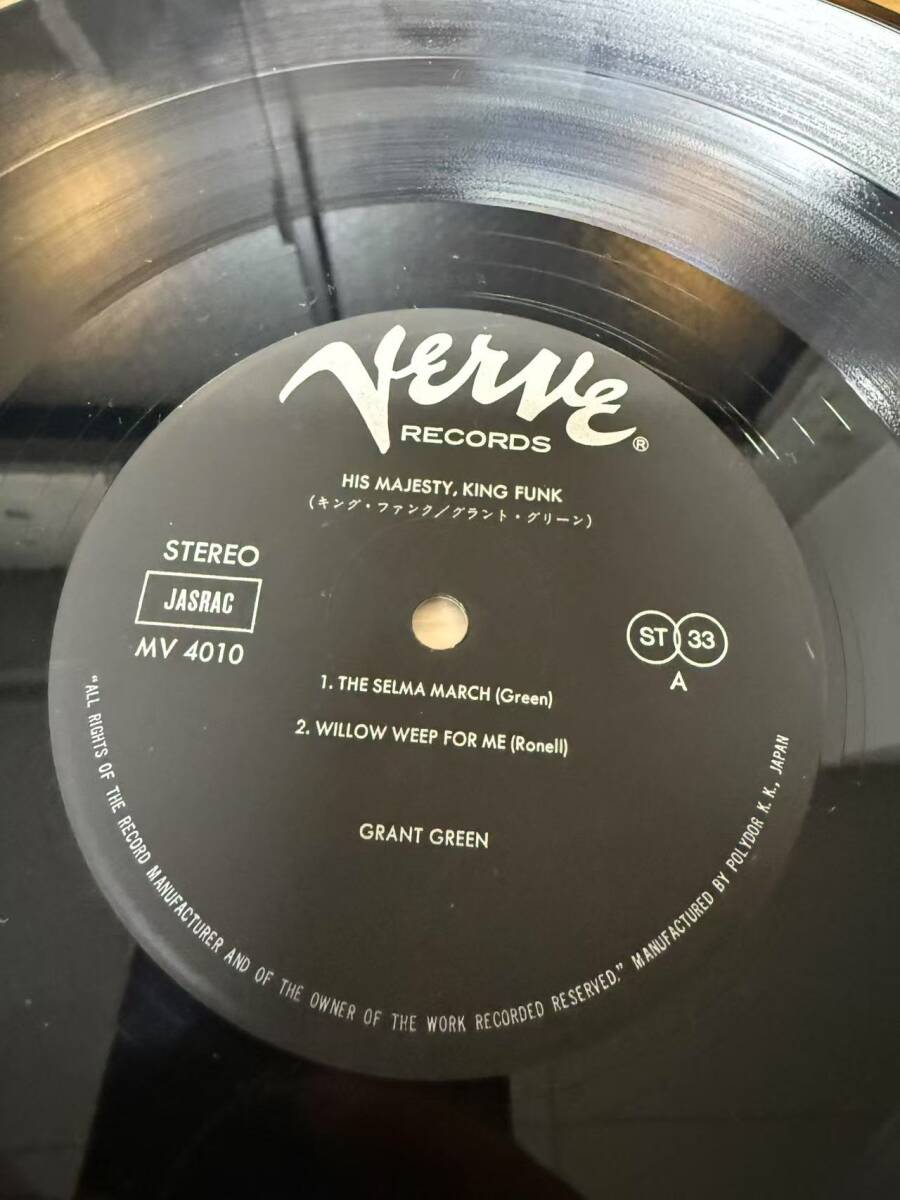 VERVE
RECORDS ®
HIS MAJESTY, KING FUNK
(キング・ファンク/グラント・グリーン)
STEREO
JASRAC
MV 4010
ST 33
A
1. THE SELMA MARCH (Green)
2. WILLOW WEEP FOR ME (Ronell)
GRANT GREEN
"ALL RIGHTS OF THE RECORD MANUFACTURER AND OF THE OWNER OF THE WORK RECORDED RESERVED." MANUFACTURED BY POLYDOR K. K., JAPAN